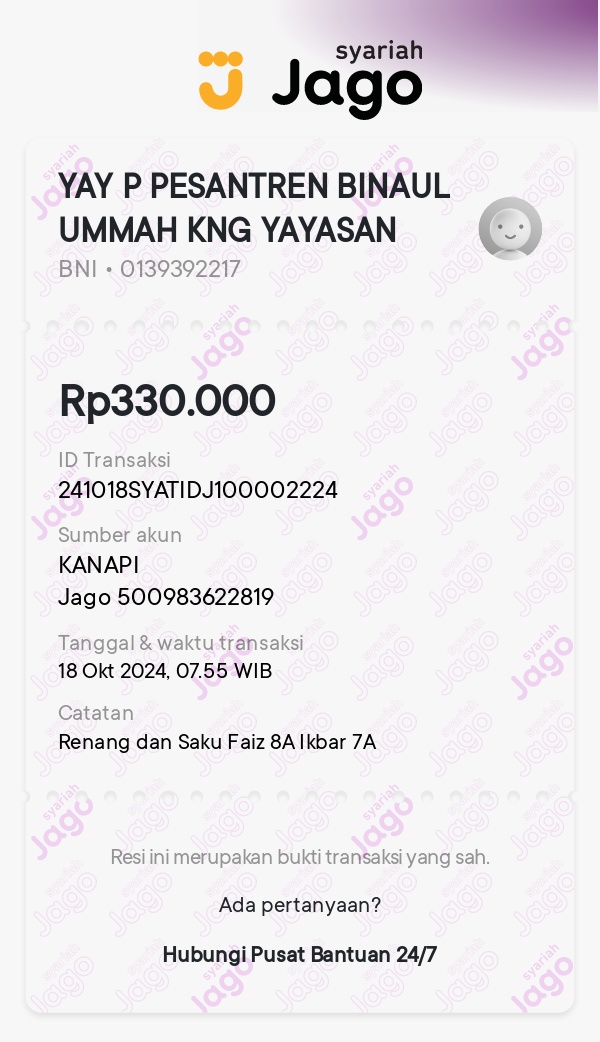 syariah
Jago
YAY P PESANTREN BINAUL
UMMAH KNG YAYASAN
BNI • 0139392217
Rp330.000
ID Transaksi
241018SYATIDJ100002224
Sumber akun
KANAPI
Jago 500983622819
Tanggal & waktu transaksi
18 Okt 2024, 07.55 WIB
Catatan
Renang dan Saku Faiz 8A Ikbar 7A
Resi ini merupakan bukti transaksi yang sah.
Ada pertanyaan?
Hubungi Pusat Bantuan 24/7